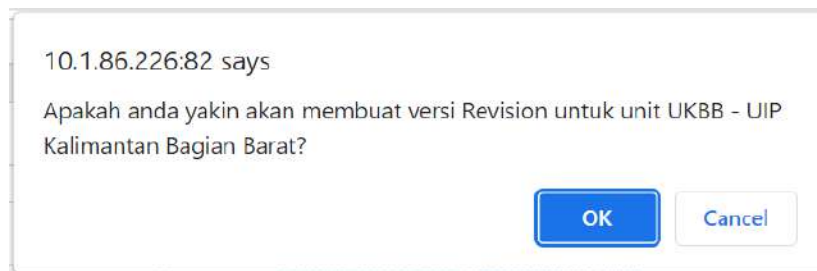 10.1.86.226:82 says
Apakah anda yakin akan membuat versi Revision untuk unit UKBB - UIP
Kalimantan Bagian Barat?
OK
Cancel